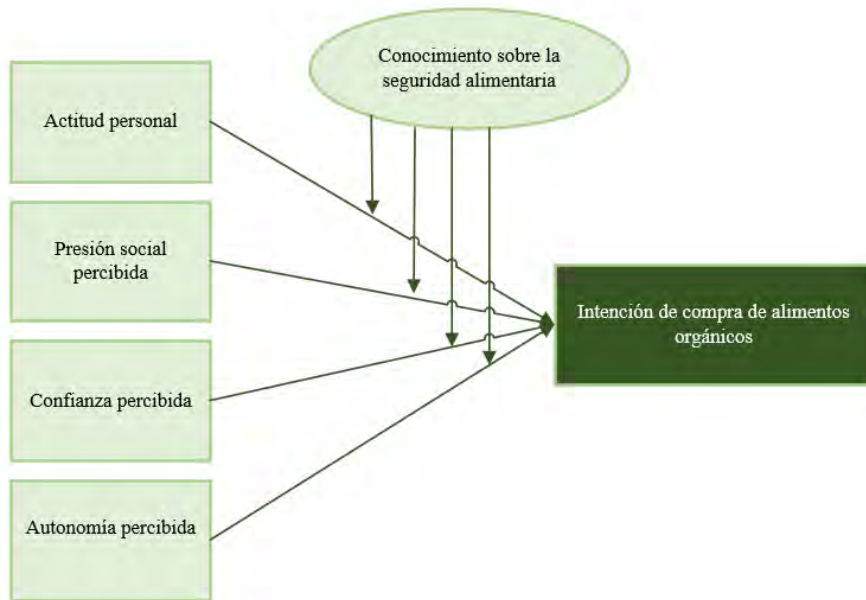 Conocimiento sobre la
seguridad alimentaria
Actitud personal
Presión social
percibida
Intención de compra de alimentos
orgánicos
Confianza percibida
Autonomía percibida